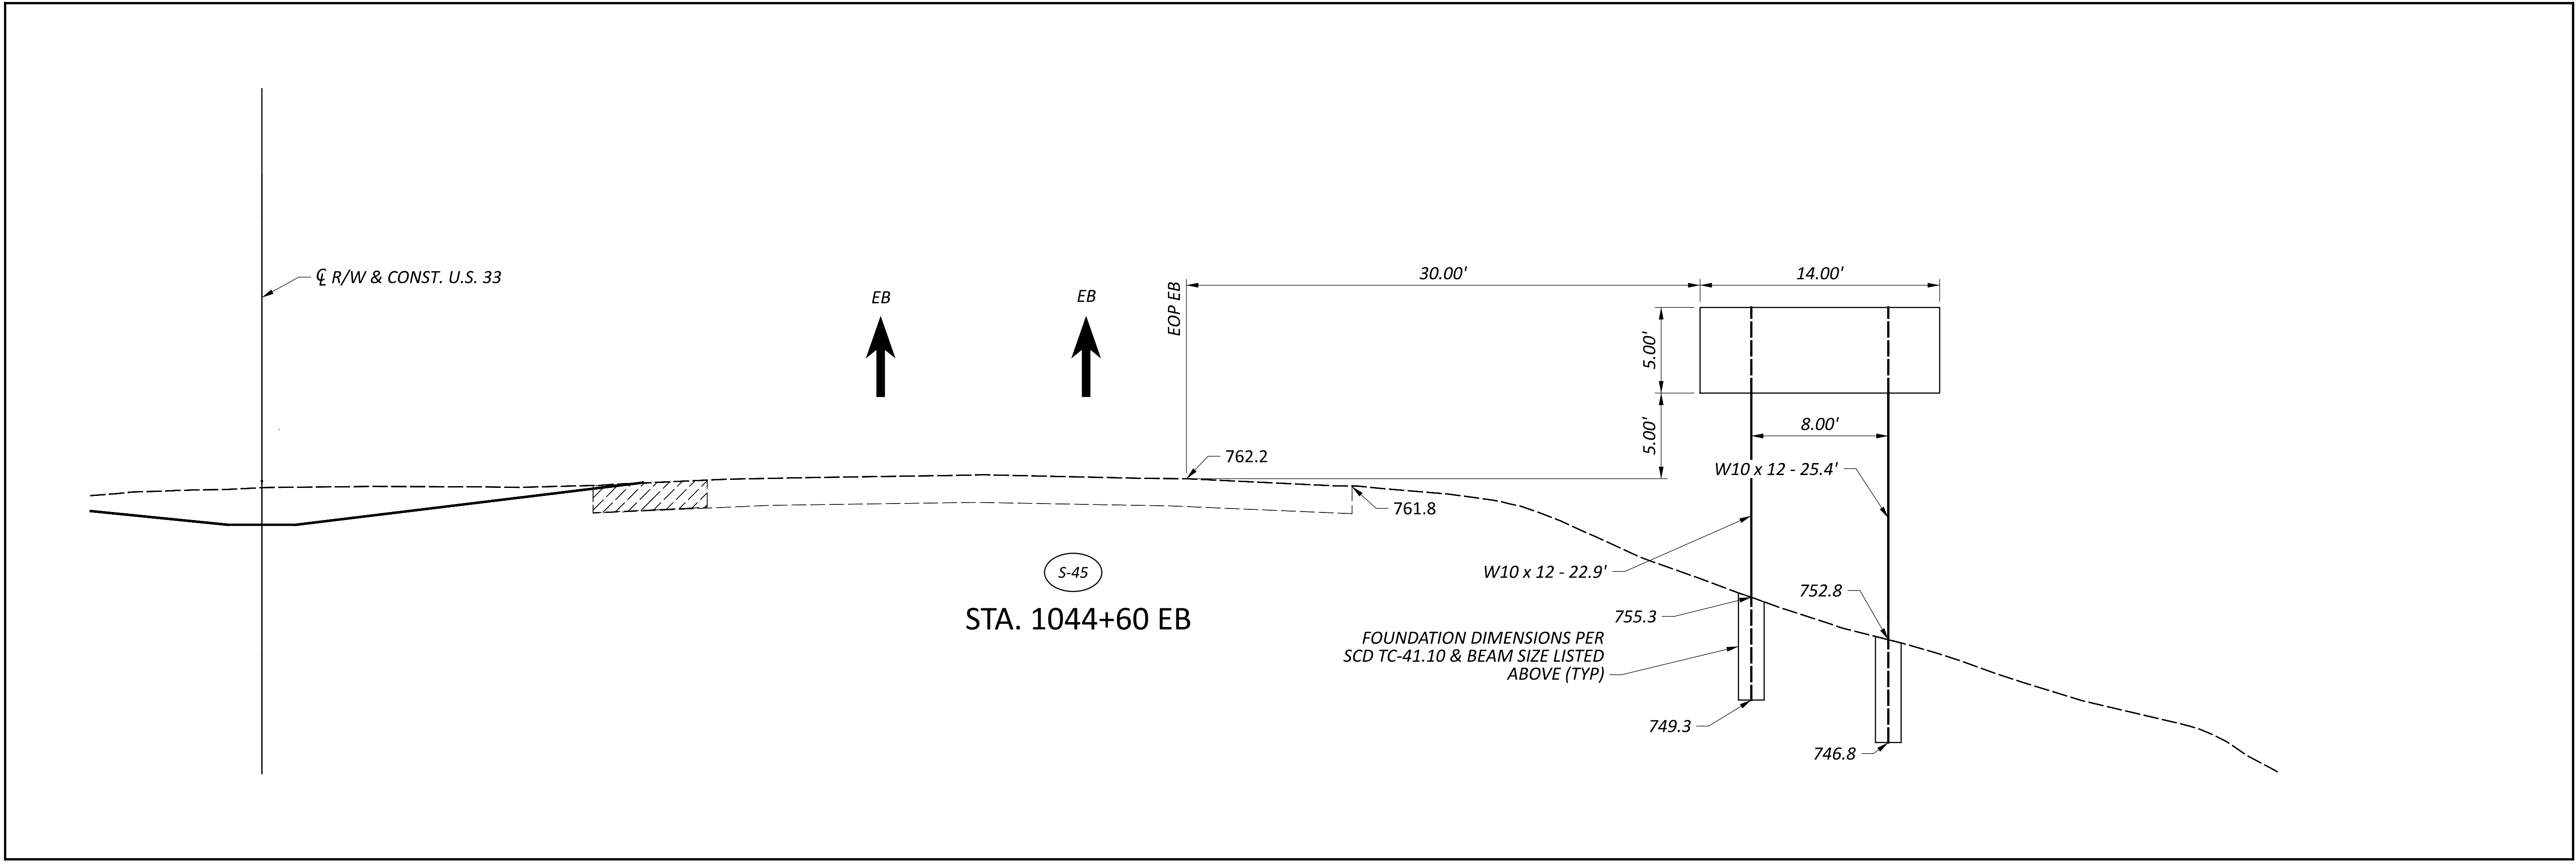 ℄ R/W & CONST. U.S. 33
EB
EB
EOP EB
30.00'
14.00'
5.00'
5.00'
8.00'
762.2
761.8
W10 x 12 - 25.4'
W10 x 12 - 22.9'
S-45
STA. 1044+60 EB
755.3
752.8
FOUNDATION DIMENSIONS PER
SCD TC-41.10 & BEAM SIZE LISTED
ABOVE (TYP)
749.3
746.8